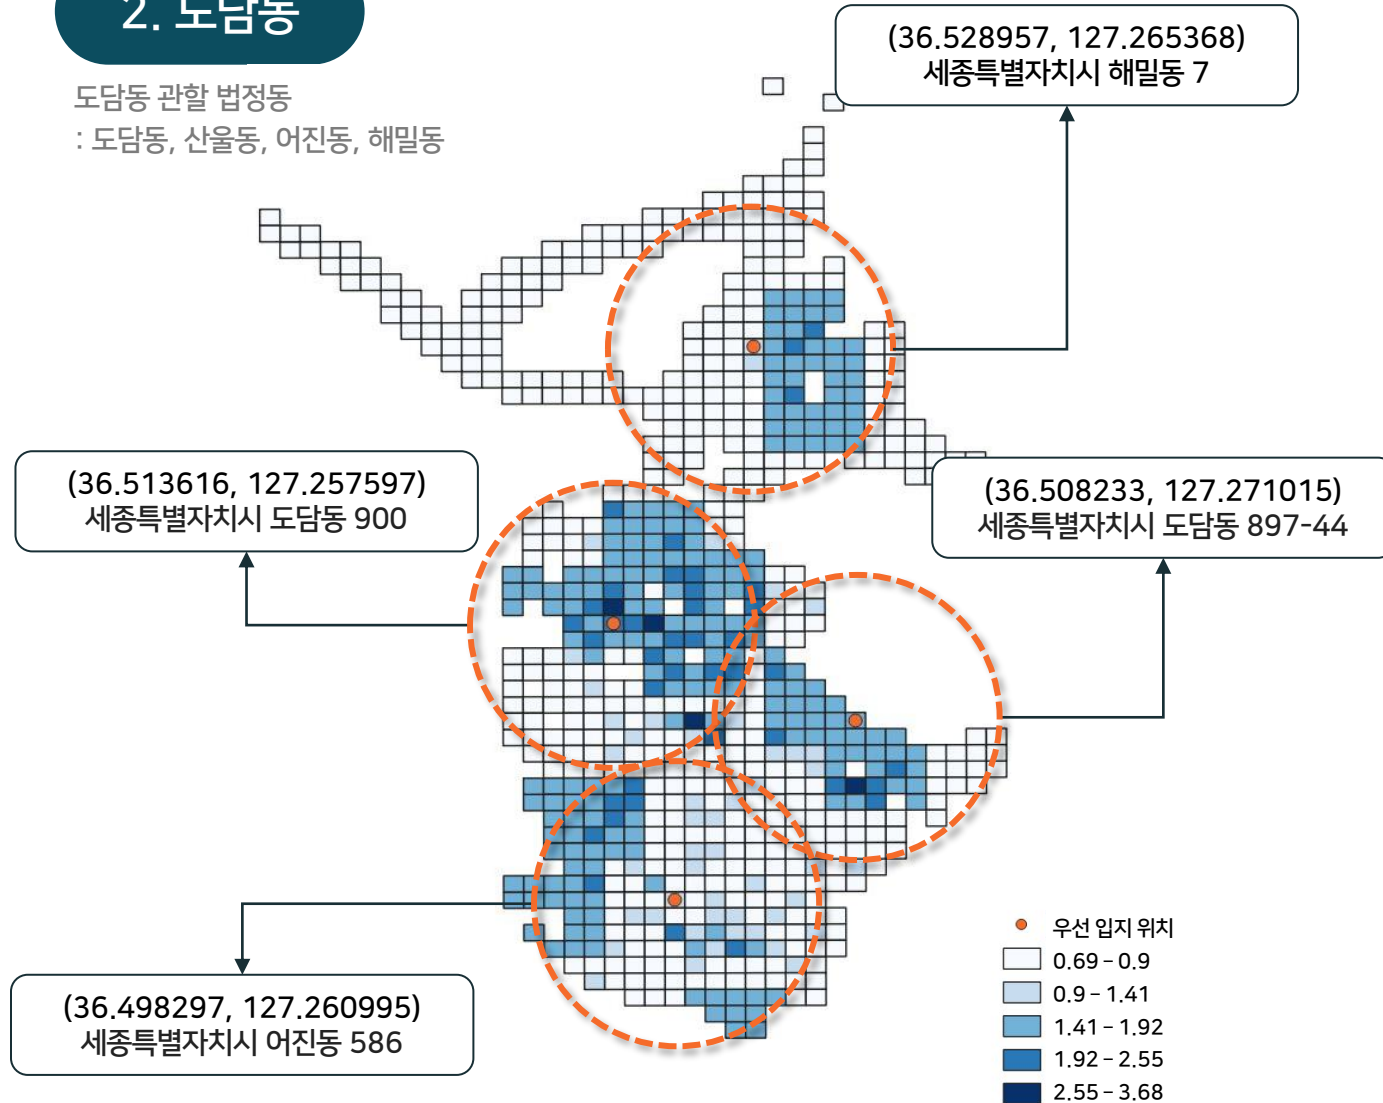 2. 도담동
도담동 관할 법정동
: 도담동, 산울동, 어진동, 해밀동
(36.528957, 127.265368)
세종특별자치시 해밀동 7
(36.513616, 127.257597)
세종특별자치시 도담동 900
(36.508233, 127.271015)
세종특별자치시 도담동 897-44
(36.498297, 127.260995)
세종특별자치시 어진동 586
우선 입지 위치
0.69 - 0.9
0.9 - 1.41
1.41 - 1.92
1.92 - 2.55
2.55 - 3.68